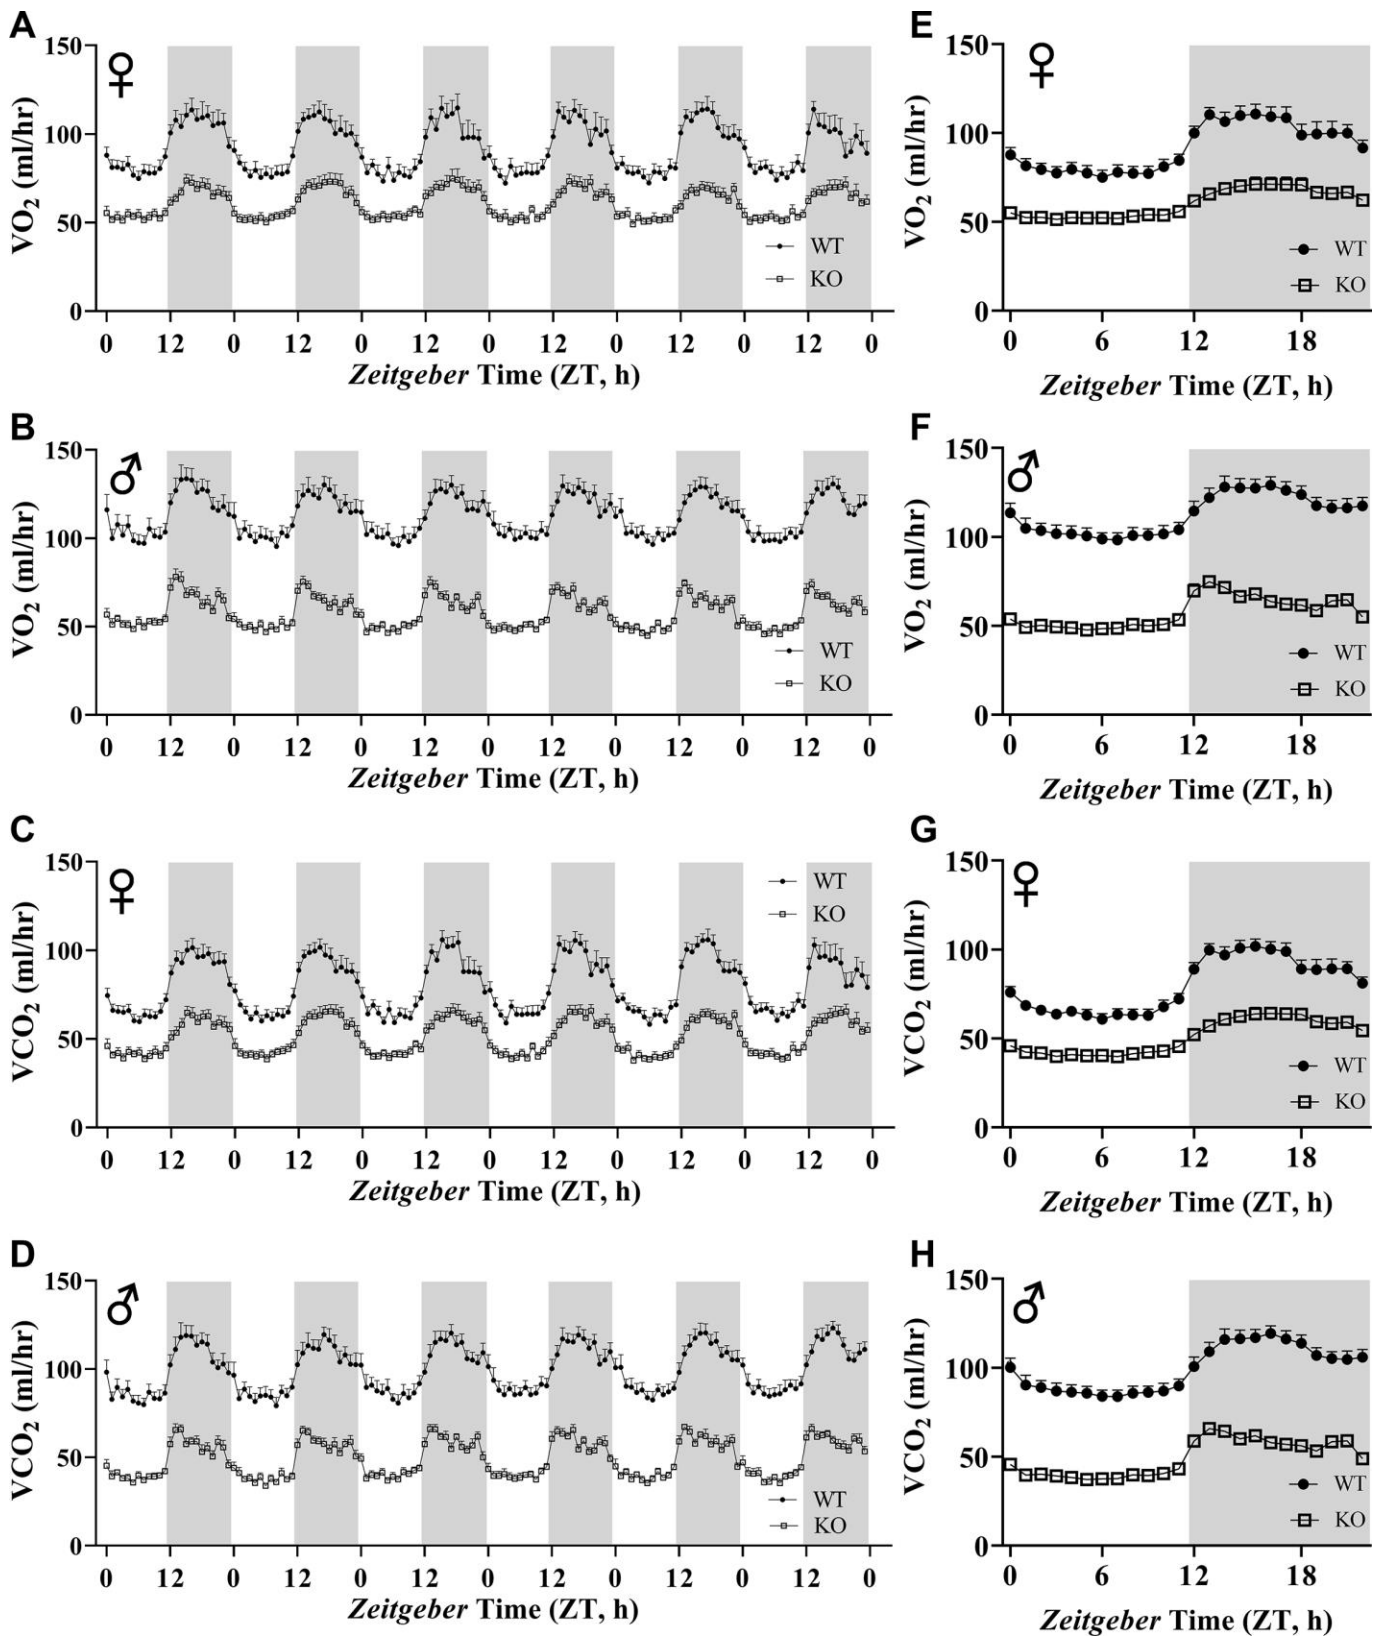 A
150
100
50
0
VO2 (ml/hr)
♀
WT
KO
0 12 0 12 0 12 0 12 0 12 0 12 0
Zeitgeber Time (ZT, h)
E
150
100
50
0
VO2 (ml/hr)
♀
WT
KO
0 6 12 18
Zeitgeber Time (ZT, h)
B
150
100
50
0
VO2 (ml/hr)
♂
WT
KO
0 12 0 12 0 12 0 12 0 12 0 12 0
Zeitgeber Time (ZT, h)
F
150
100
50
0
VO2 (ml/hr)
♂
WT
KO
0 6 12 18
Zeitgeber Time (ZT, h)
C
150
100
50
0
VCO2 (ml/hr)
♀
WT
KO
0 12 0 12 0 12 0 12 0 12 0 12 0
Zeitgeber Time (ZT, h)
G
150
100
50
0
VCO2 (ml/hr)
♀
WT
KO
0 6 12 18
Zeitgeber Time (ZT, h)
D
150
100
50
0
VCO2 (ml/hr)
♂
WT
KO
0 12 0 12 0 12 0 12 0 12 0 12 0
Zeitgeber Time (ZT, h)
H
150
100
50
0
VCO2 (ml/hr)
♂
WT
KO
0 6 12 18
Zeitgeber Time (ZT, h)